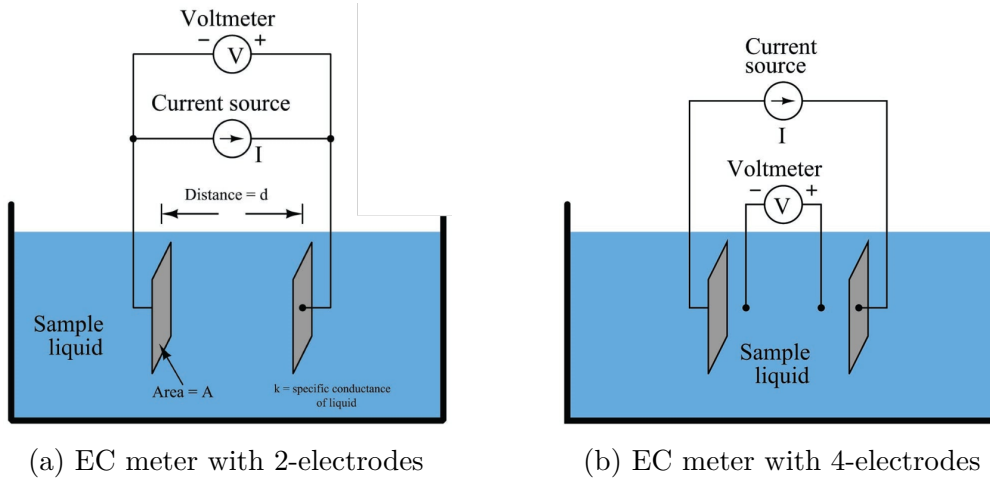 Voltmeter
− V +
Current source
I
Distance = d
Sample
liquid
Area = A
k = specific conductance
of liquid
(a) EC meter with 2-electrodes
Current
source
I
Voltmeter
− V +
Sample
liquid
(b) EC meter with 4-electrodes